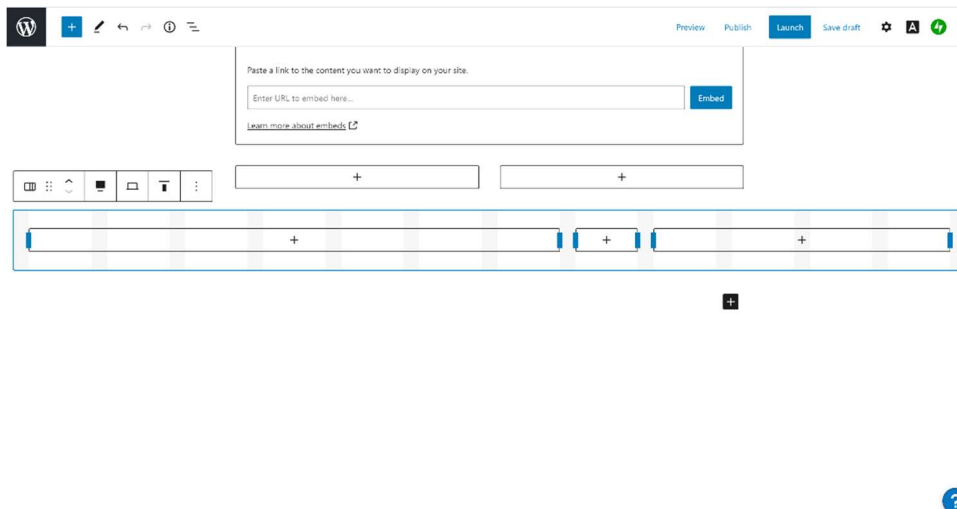 Preview Publish Launch Save draft
Paste a link to the content you want to display on your site.
Enter URL to embed here...
Embed
Learn more about embeds